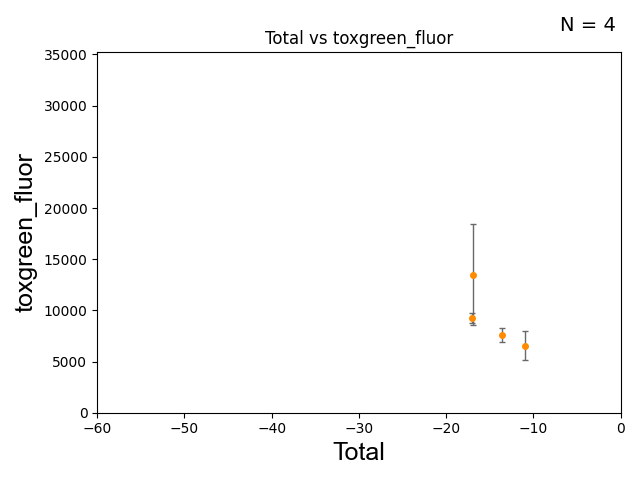 N = 4
Total vs toxgreen_fluor
35000
30000
25000
20000
15000
10000
5000
0
toxgreen_fluor
−60 −50 −40 −30 −20 −10 0
Total